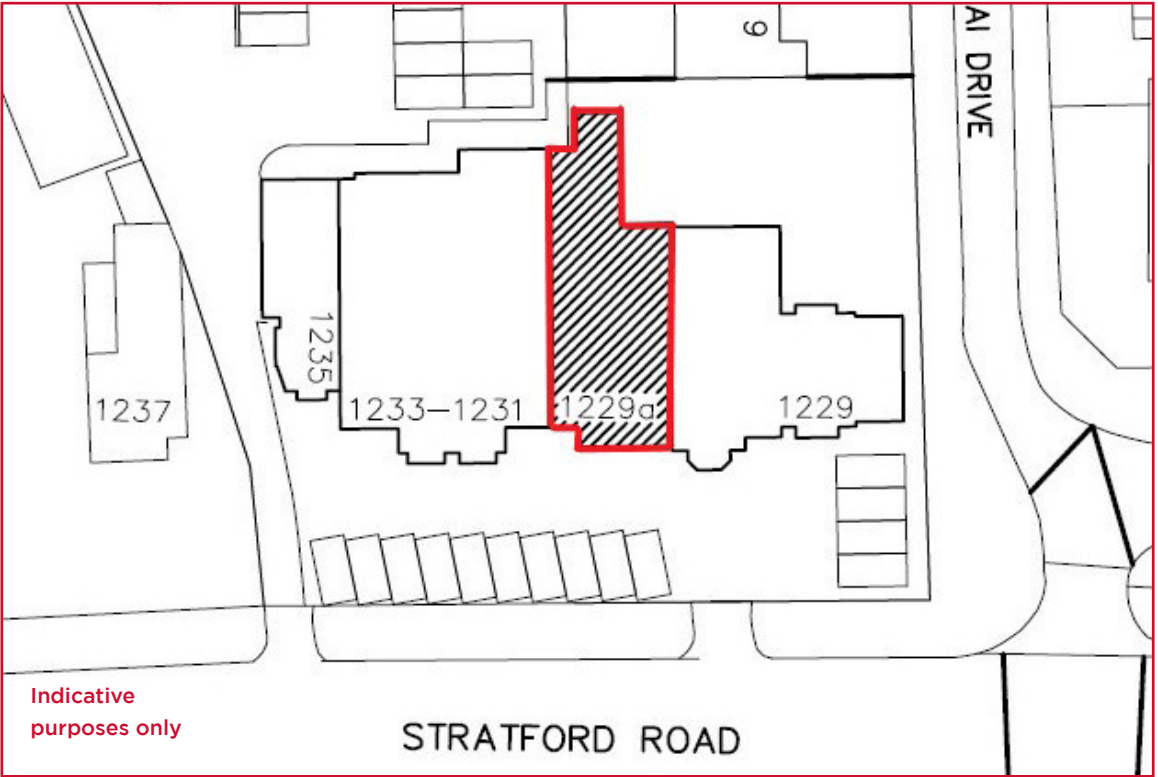 9
AI DRIVE
1235
1237
1233–1231
1229a
1229
Indicative
purposes only
STRATFORD ROAD